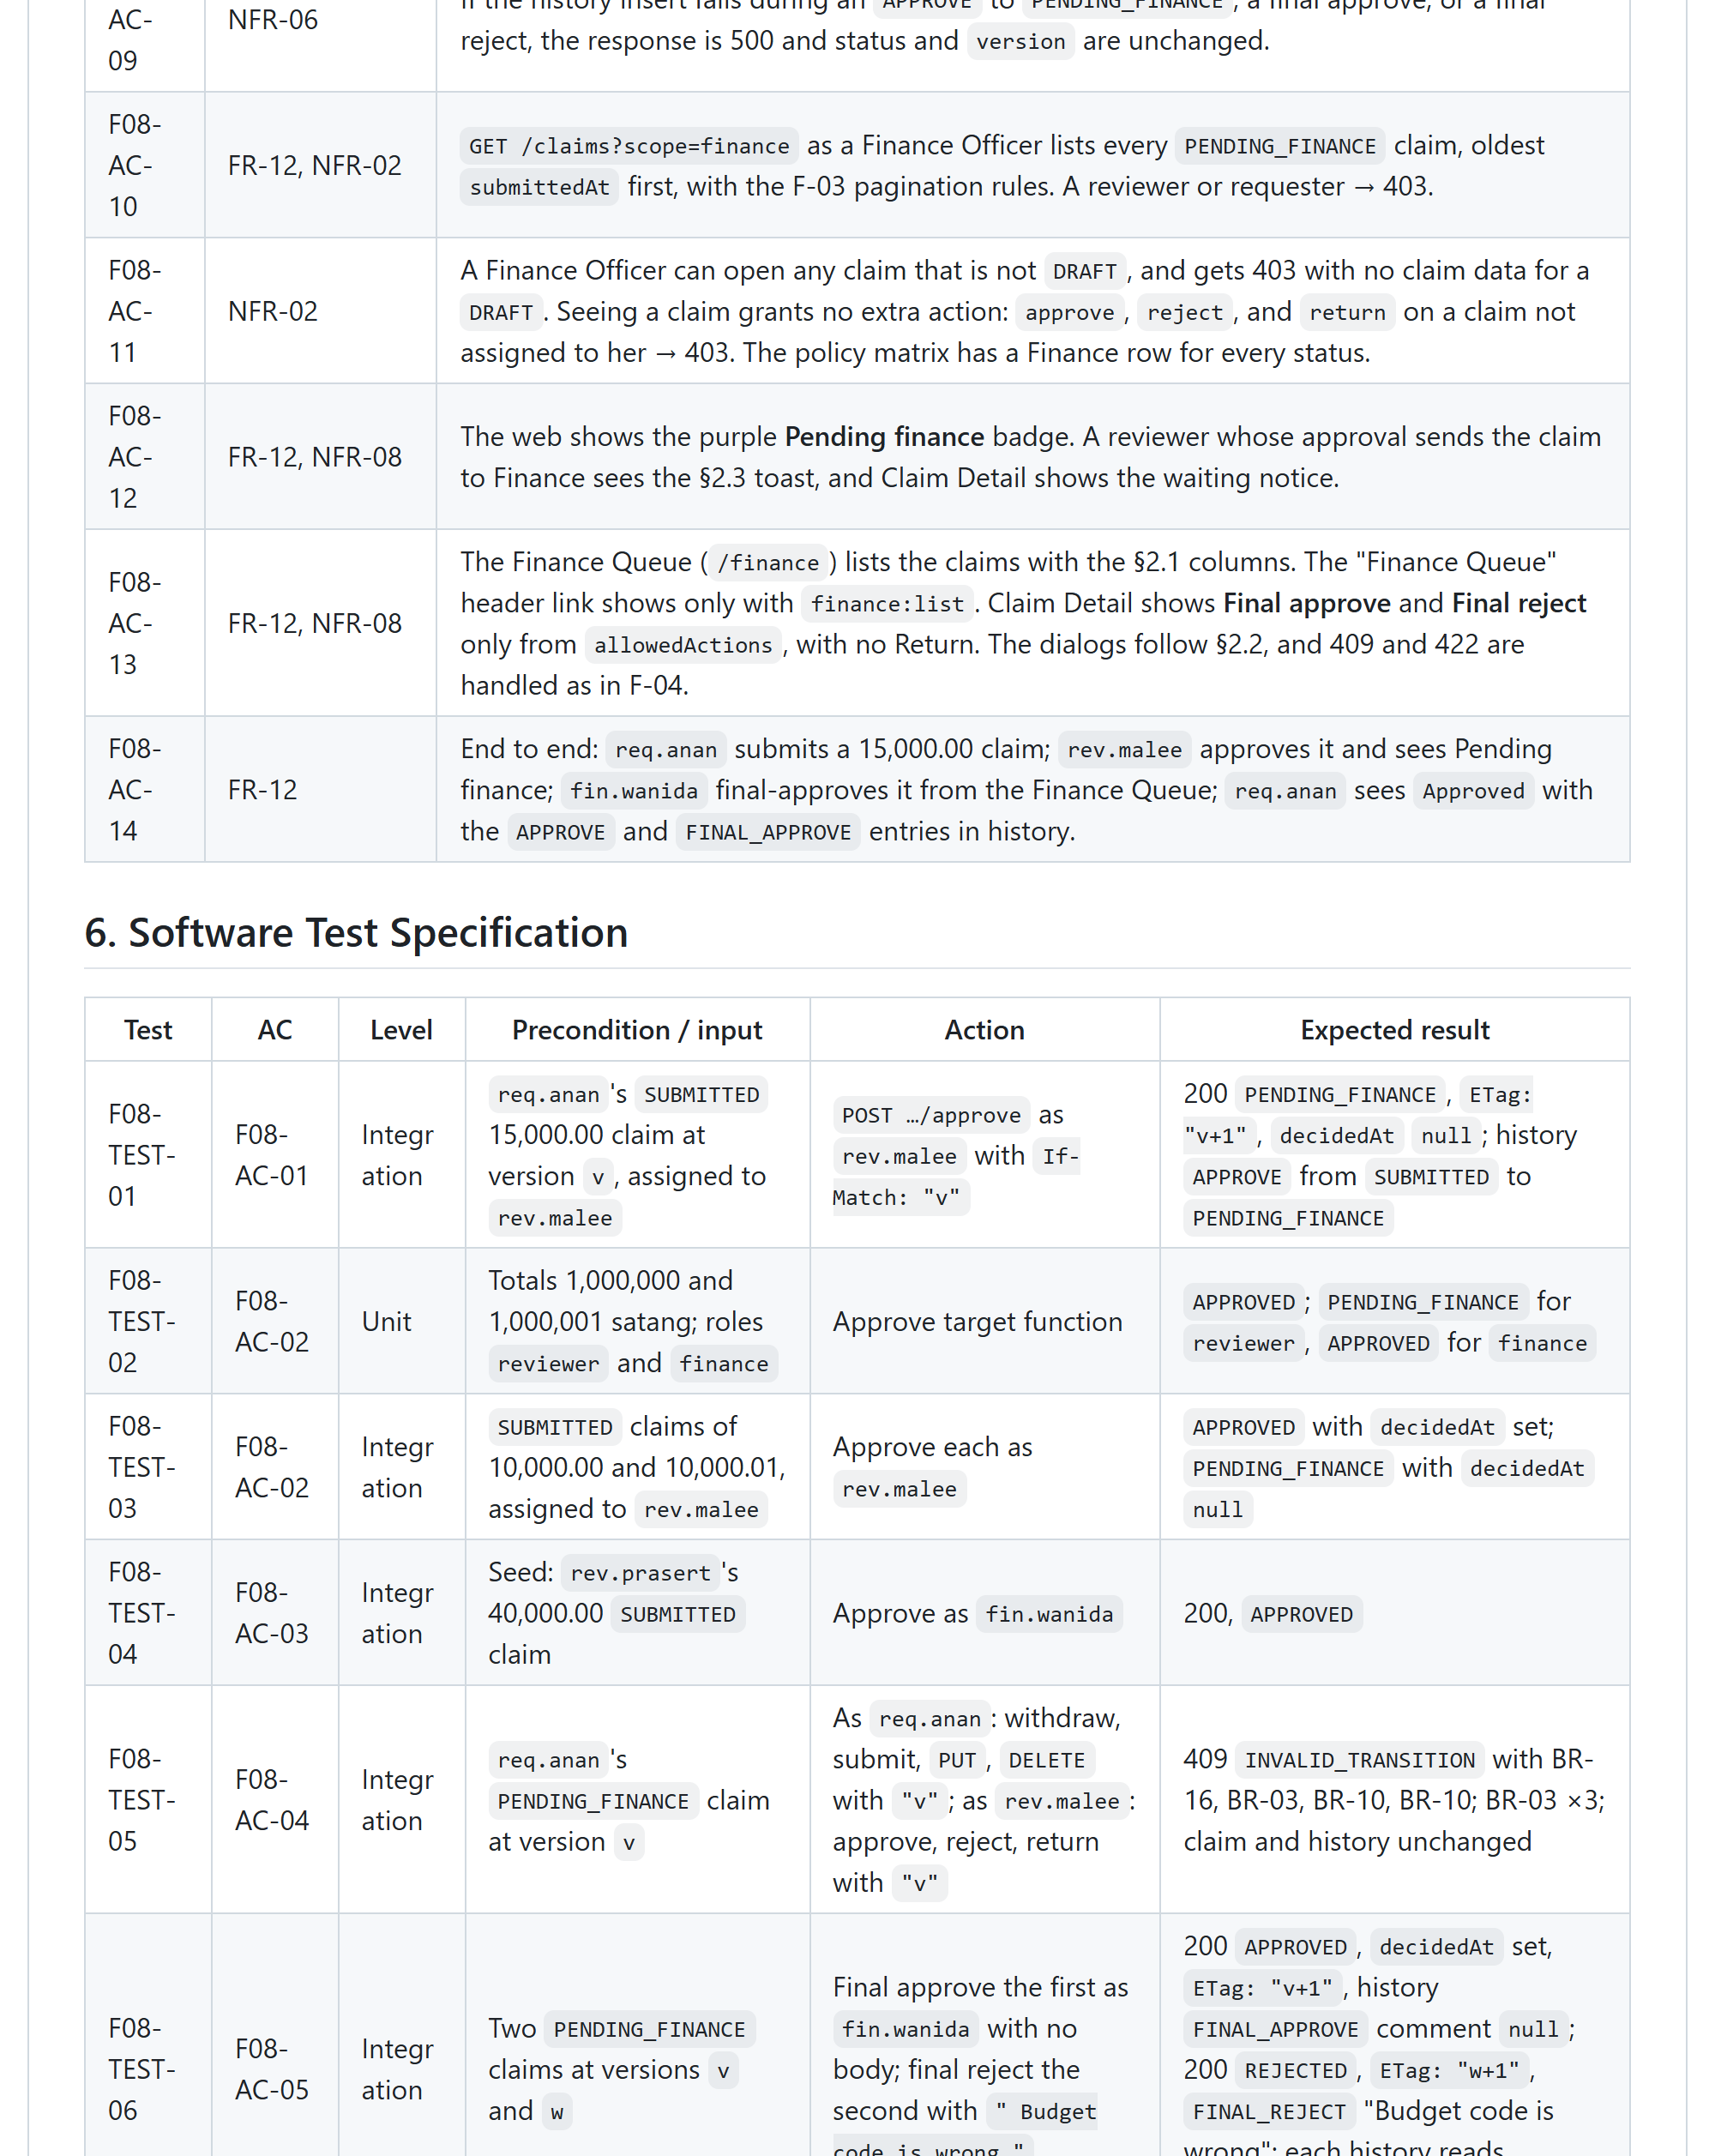 If the history insert fails during an APPROVE to PENDING_FINANCE, a final approve, or a final
AC-
09
NFR-06
reject, the response is 500 and status and version are unchanged.
F08-
AC-
10
FR-12, NFR-02
GET /claims?scope=finance as a Finance Officer lists every PENDING_FINANCE claim, oldest
submittedAt first, with the F-03 pagination rules. A reviewer or requester → 403.
F08-
AC-
11
NFR-02
A Finance Officer can open any claim that is not DRAFT, and gets 403 with no claim data for a
DRAFT. Seeing a claim grants no extra action: approve, reject, and return on a claim not
assigned to her → 403. The policy matrix has a Finance row for every status.
F08-
AC-
12
FR-12, NFR-08
The web shows the purple Pending finance badge. A reviewer whose approval sends the claim
to Finance sees the §2.3 toast, and Claim Detail shows the waiting notice.
F08-
AC-
13
FR-12, NFR-08
The Finance Queue (/finance) lists the claims with the §2.1 columns. The "Finance Queue"
header link shows only with finance:list. Claim Detail shows Final approve and Final reject
only from allowedActions, with no Return. The dialogs follow §2.2, and 409 and 422 are
handled as in F-04.
F08-
AC-
14
FR-12
End to end: req.anan submits a 15,000.00 claim; rev.malee approves it and sees Pending
finance; fin.wanida final-approves it from the Finance Queue; req.anan sees Approved with
the APPROVE and FINAL_APPROVE entries in history.
6. Software Test Specification
Test AC Level Precondition / input Action Expected result
F08-
TEST-
01
F08-
AC-01
Integr
ation
req.anan's SUBMITTED
15,000.00 claim at
version v, assigned to
rev.malee
POST …/approve as
rev.malee with If-
Match: "v"
200 PENDING_FINANCE, ETag:
"v+1", decidedAt null; history
APPROVE from SUBMITTED to
PENDING_FINANCE
F08-
TEST-
02
F08-
AC-02
Unit
Totals 1,000,000 and
1,000,001 satang; roles
reviewer and finance
Approve target function
APPROVED; PENDING_FINANCE for
reviewer, APPROVED for finance
F08-
TEST-
03
F08-
AC-02
Integr
ation
SUBMITTED claims of
10,000.00 and 10,000.01,
assigned to rev.malee
Approve each as
rev.malee
APPROVED with decidedAt set;
PENDING_FINANCE with decidedAt
null
F08-
TEST-
04
F08-
AC-03
Integr
ation
Seed: rev.prasert's
40,000.00 SUBMITTED
claim
Approve as fin.wanida
200, APPROVED
F08-
TEST-
05
F08-
AC-04
Integr
ation
req.anan's
PENDING_FINANCE claim
at version v
As req.anan: withdraw,
submit, PUT, DELETE
with "v"; as rev.malee:
approve, reject, return
with "v"
409 INVALID_TRANSITION with BR-
16, BR-03, BR-10, BR-10; BR-03 ×3;
claim and history unchanged
F08-
TEST-
06
F08-
AC-05
Integr
ation
Two PENDING_FINANCE
claims at versions v
and w
Final approve the first as
fin.wanida with no
body; final reject the
second with " Budget
code is wrong "
200 APPROVED, decidedAt set,
ETag: "v+1", history
FINAL_APPROVE comment null;
200 REJECTED, ETag: "w+1",
FINAL_REJECT "Budget code is
wrong"; each history reads